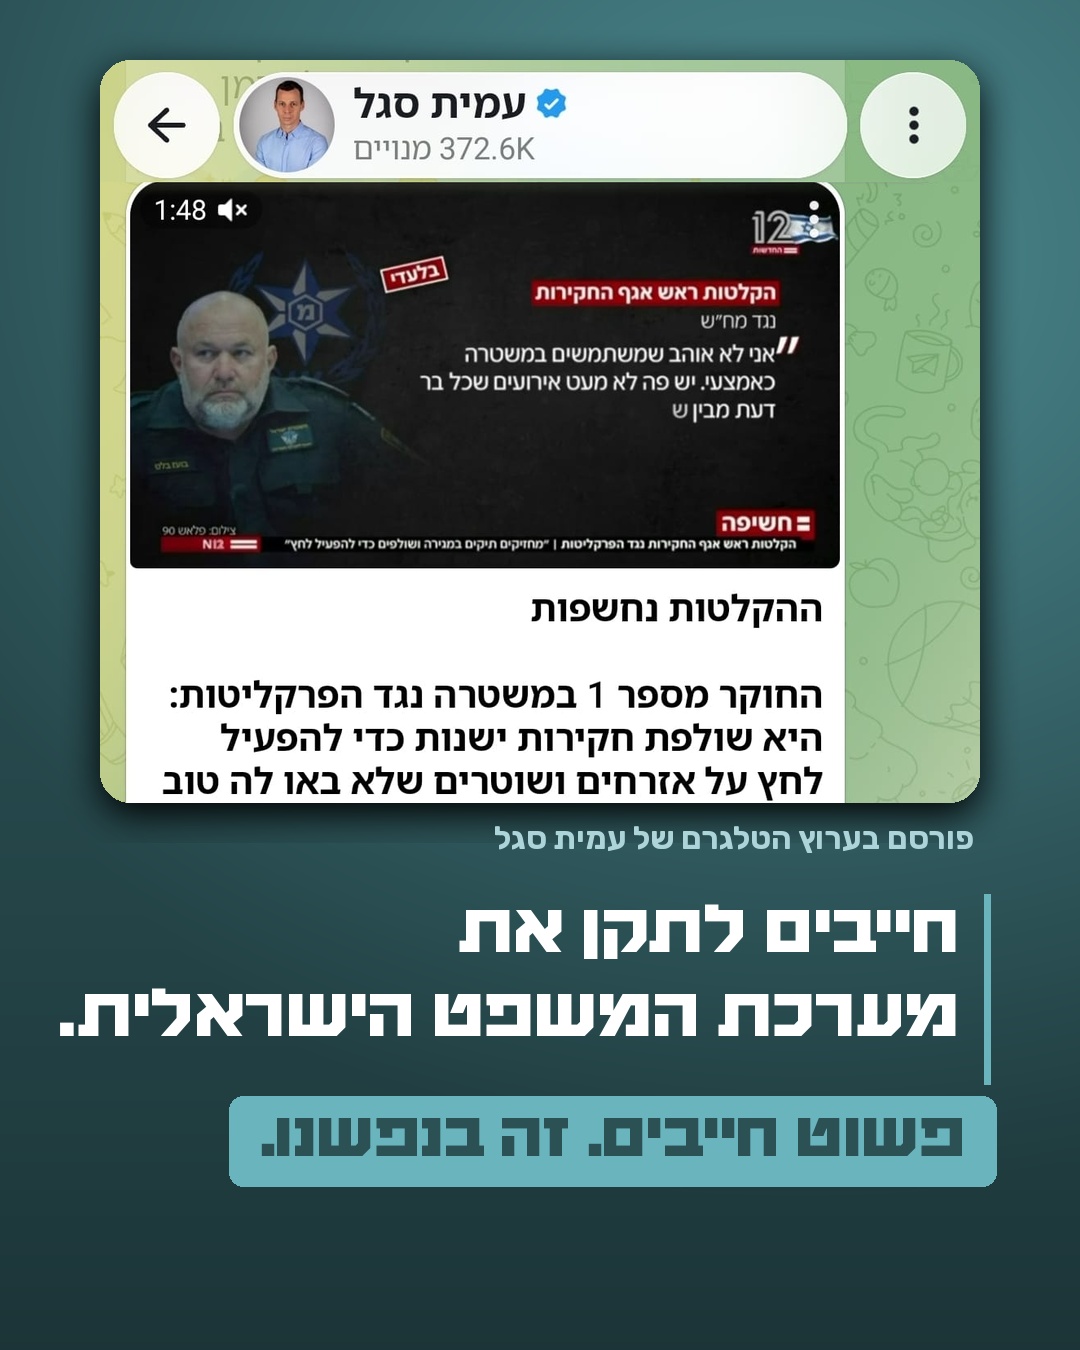 עמית סגל
372.6K מנויים
1:48
12
החדשות
בלעדי
הקלטות ראש אגף החקירות
נגד מח״ש
"אני לא אוהב שמשתמשים במשטרה
כאמצעי. יש פה לא מעט אירועים שכל בר
דעת מבין ש
צילום: פלאש 90
חשיפה
N12
הקלטות ראש אגף החקירות נגד הפרקליטות | "מחזיקים תיקים במגירה ושולפים כדי להפעיל לחץ"
ההקלטות נחשפות
החוקר מספר 1 במשטרה נגד הפרקליטות:
היא שולפת חקירות ישנות כדי להפעיל
לחץ על אזרחים ושוטרים שלא באו לה טוב
פורסם בערוץ הטלגרם של עמית סגל
חייבים לתקן את
מערכת המשפט הישראלית.
פשוט חייבים. זה בנפשנו.